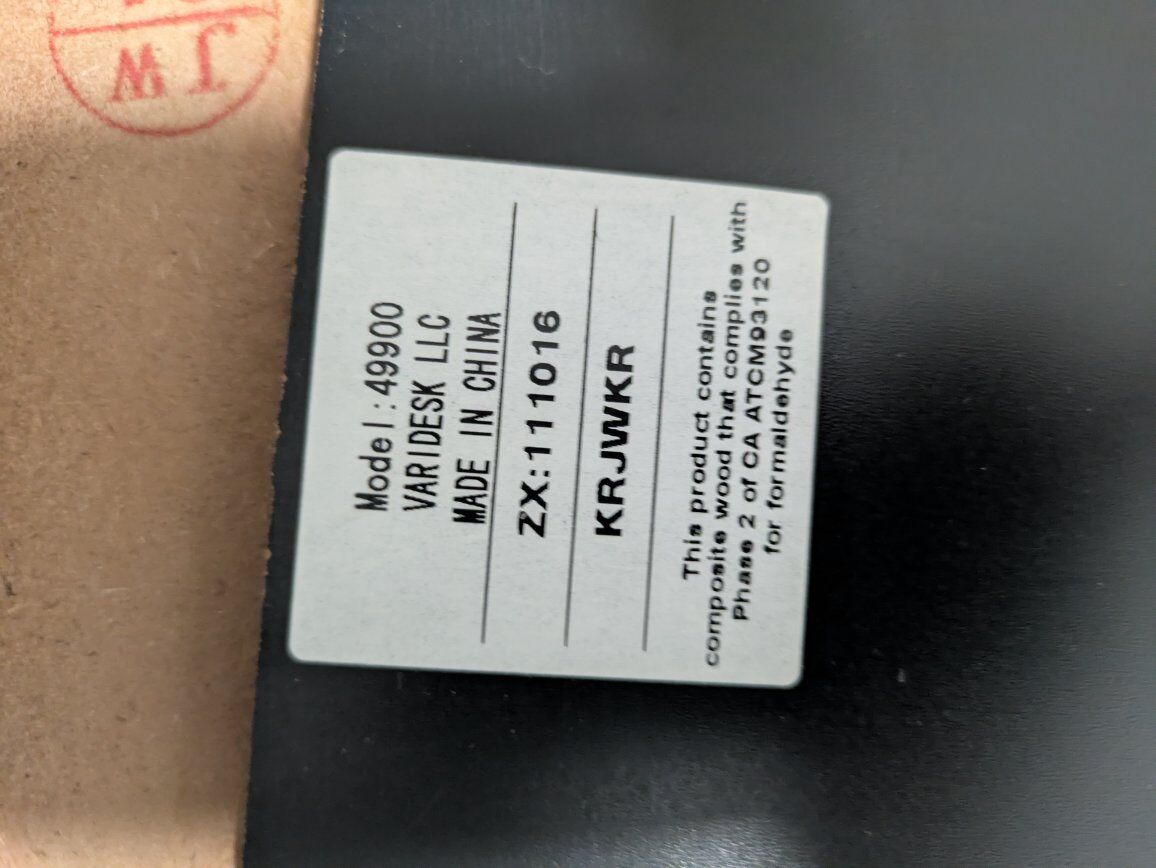 Model:49900
VARIDESK LLC
MADE IN CHINA
ZX:111016
KRJWKR
This product contains
composite wood that complies with
Phase 2 of CA ATCM93120
for formaldehyde
JW